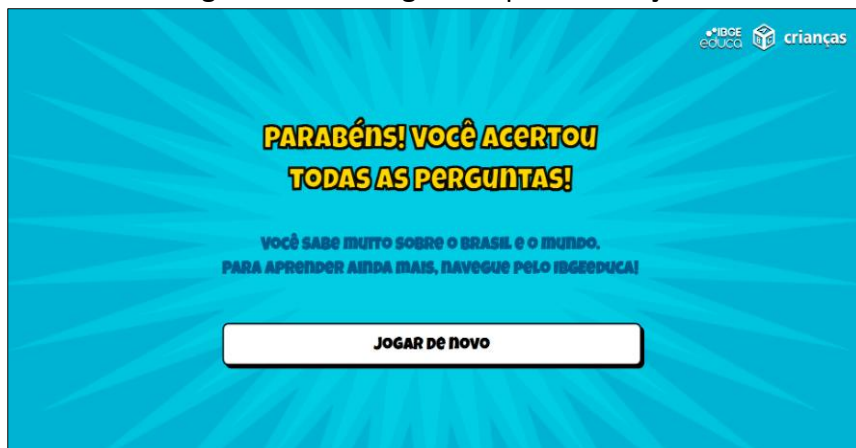 IBGE
educa
crianças
PARABÉNS! VOCÊ ACERTOU
TODAS AS PERGUNTAS!
VOCÊ SABE MUITO SOBRE O BRASIL E O MUNDO.
PARA APRENDER AINDA MAIS, NAVEGUE PELO IBGEEDUCA!
JOGAR DE NOVO